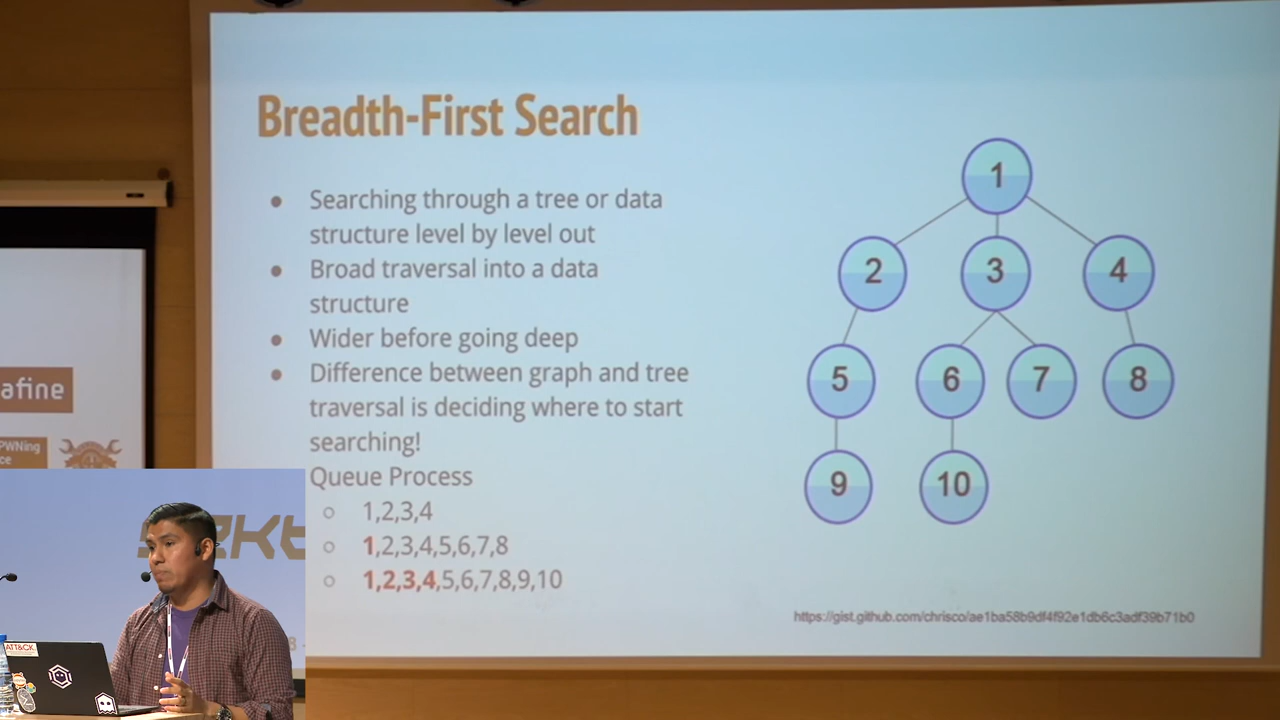 Breadth-First Search
Searching through a tree or data
structure level by level out
Broad traversal into a data
structure
Wider before going deep
Difference between graph and tree
traversal is deciding where to start
searching!
Queue Process
1,2,3,4
1,2,3,4,5,6,7,8
1,2,3,4,5,6,7,8,9,10
1
2
3
4
5
6
7
8
9
10
https://gist.github.com/chrisco/ae1ba58b9df4f92e1db6c3adf39b71b0
afine
PWNing
ce
ATT&CK